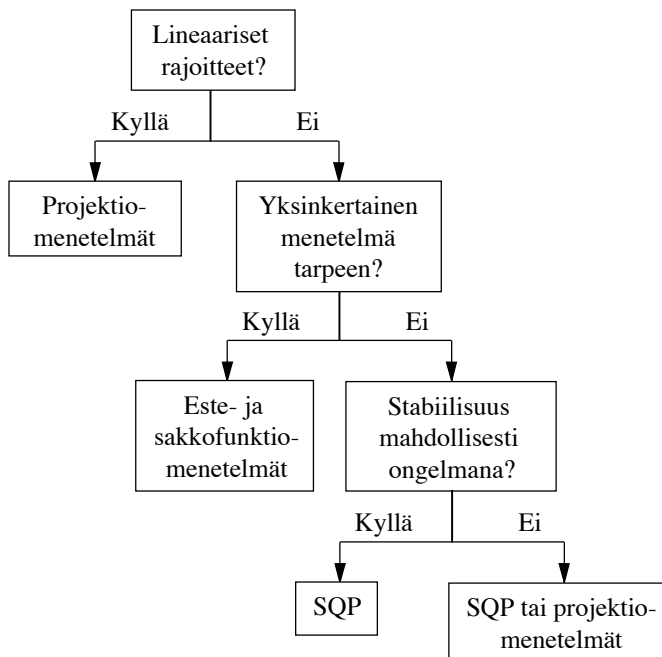 Lineaariset
rajoitteet?
Kyllä
Ei
Projektio-
menetelmät
Yksinkertainen
menetelmä
tarpeen?
Kyllä
Ei
Este- ja
sakkofunktio-
menetelmät
Stabiilisuus
mahdollisesti
ongelmana?
Kyllä
Ei
SQP
SQP tai projektio-
menetelmät